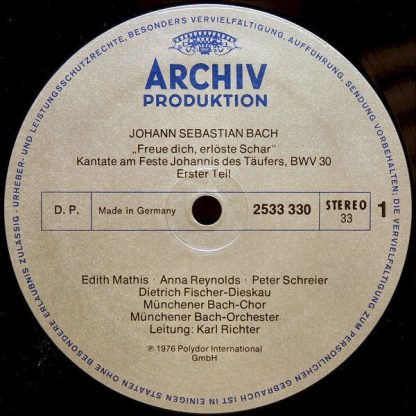 ARCHIV
PRODUKTION
JOHANN SEBASTIAN BACH
„Freue dich, erlöste Schar“
Kantate am Feste Johannis des Täufers, BWV 30
Erster Teil
D. P.
Made in Germany
2533 330
STEREO
33
1
Edith Mathis · Anna Reynolds · Peter Schreier
Dietrich Fischer-Dieskau
Münchener Bach-Chor
Münchener Bach-Orchester
Leitung: Karl Richter
℗ 1976 Polydor International
GmbH
ALLE URHEBER- UND LEISTUNGSSCHUTZRECHTE, BESONDERS VERVIELFÄLTIGUNG, AUFFÜHRUNG, SENDUNG VORBEHALTEN; DIE VERVIELFÄLTIGUNG ZUM PERSÖNLICHEN GEBRAUCH IST IN EINIGEN STAATEN OHNE BESONDERE ERLAUBNIS ZULÄSSIG